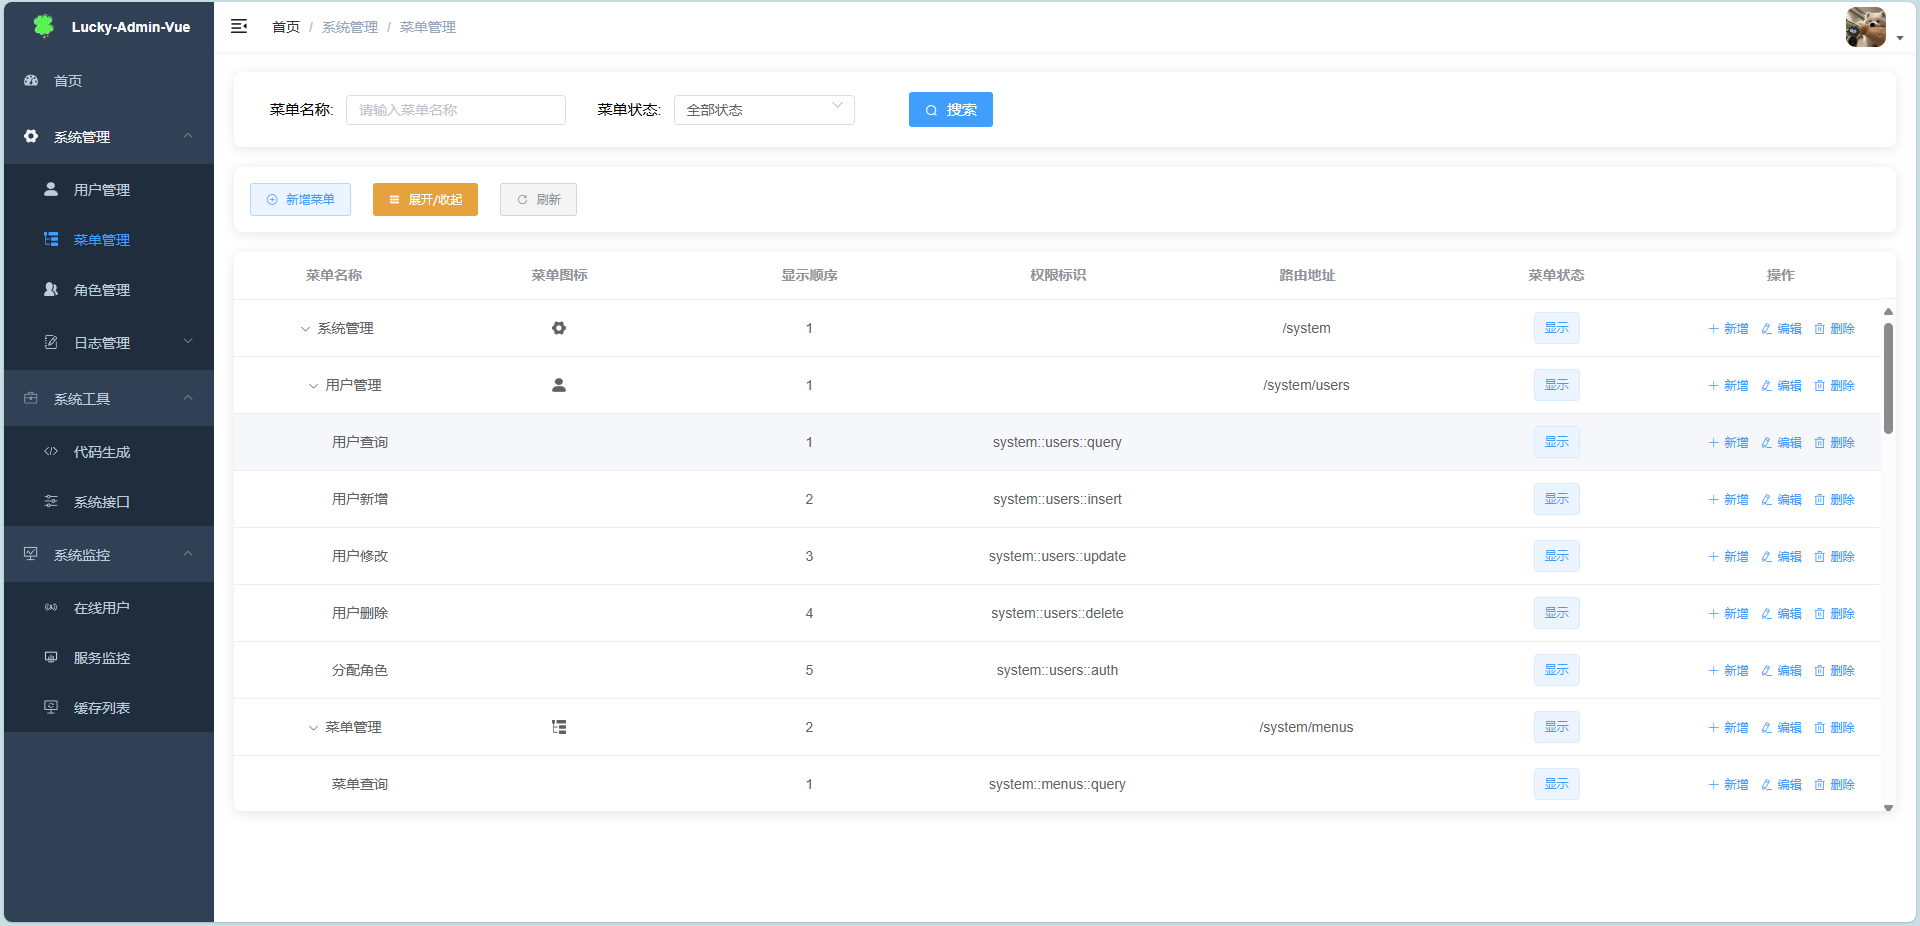 Lucky-Admin-Vue
首页
系统管理
用户管理
菜单管理
角色管理
日志管理
系统工具
代码生成
系统接口
系统监控
在线用户
服务监控
缓存列表
首页 / 系统管理 / 菜单管理
菜单名称: 请输入菜单名称 菜单状态: 全部状态 搜索
新增菜单 展开/收起 刷新
菜单名称 菜单图标 显示顺序 权限标识 路由地址 菜单状态 操作
系统管理 1 /system 显示 新增 编辑 删除
用户管理 1 /system/users 显示 新增 编辑 删除
用户查询 1 system::users::query 显示 新增 编辑 删除
用户新增 2 system::users::insert 显示 新增 编辑 删除
用户修改 3 system::users::update 显示 新增 编辑 删除
用户删除 4 system::users::delete 显示 新增 编辑 删除
分配角色 5 system::users::auth 显示 新增 编辑 删除
菜单管理 2 /system/menus 显示 新增 编辑 删除
菜单查询 1 system::menus::query 显示 新增 编辑 删除